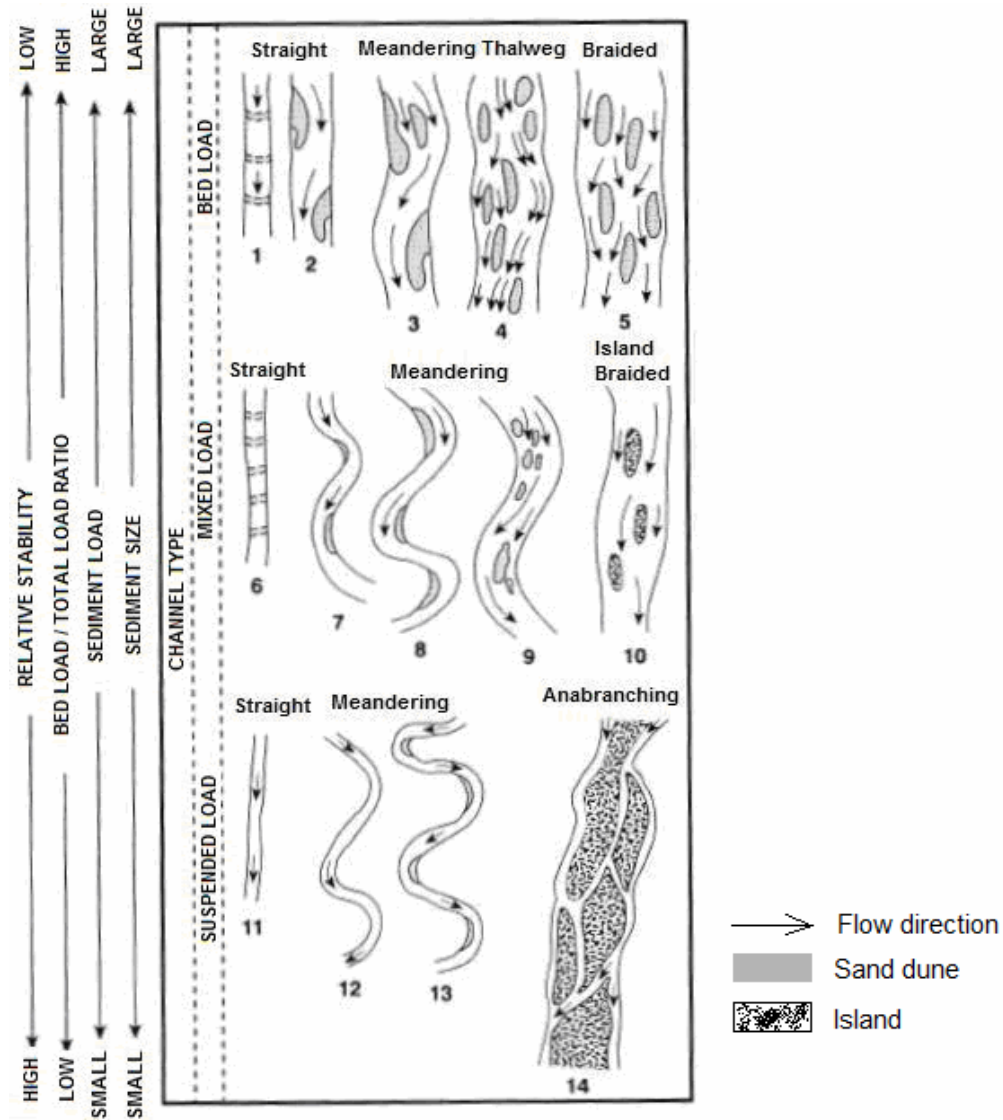 LOW
HIGH
LARGE
LARGE
RELATIVE STABILITY
BED LOAD / TOTAL LOAD RATIO
SEDIMENT LOAD
SEDIMENT SIZE
HIGH
LOW
SMALL
SMALL
CHANNEL TYPE
BED LOAD
Straight
Meandering Thalweg
Braided
1
2
3
4
5
MIXED LOAD
Straight
Meandering
Island
Braided
6
7
8
9
10
SUSPENDED LOAD
Straight
Meandering
Anabranching
11
12
13
14
Flow direction
Sand dune
Island